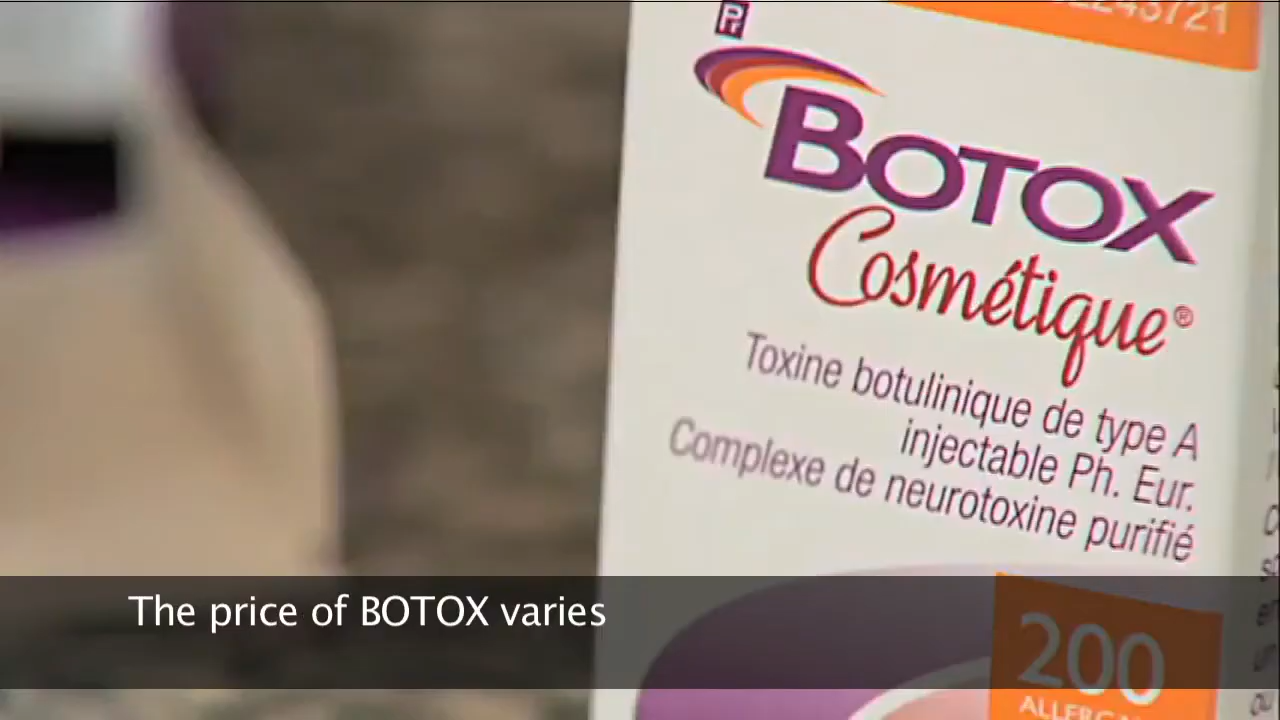 Pr
BOTOX
Cosmétique®
Toxine botulinique de type A
injectable Ph. Eur.
Complexe de neurotoxine purifié
The price of BOTOX varies
200